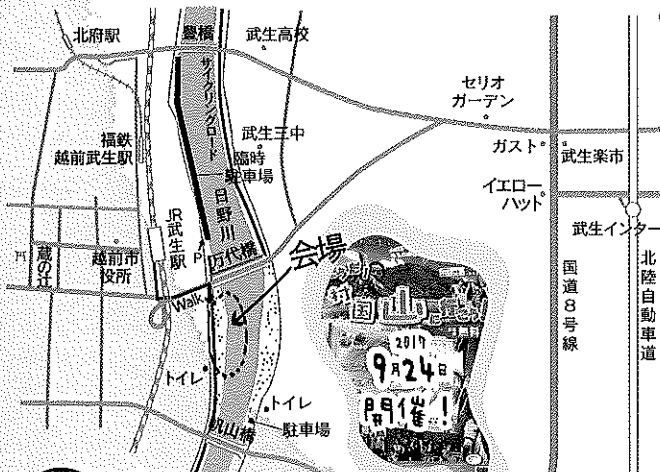 北府駅
豊橋
武生高校
サイクリングロード
セリオ
ガーデン
福鉄
越前武生駅
武生三中
臨時
駐車場
ガスト
武生楽市
日野川
イエロー
ハット
JR武生駅
武生インター
蔵の辻
越前市
役所
P
万代橋
会場
国道8号線
北陸自動車道
Walk
国山
2017
9月24日
開催!
トイレ
トイレ
駐車場